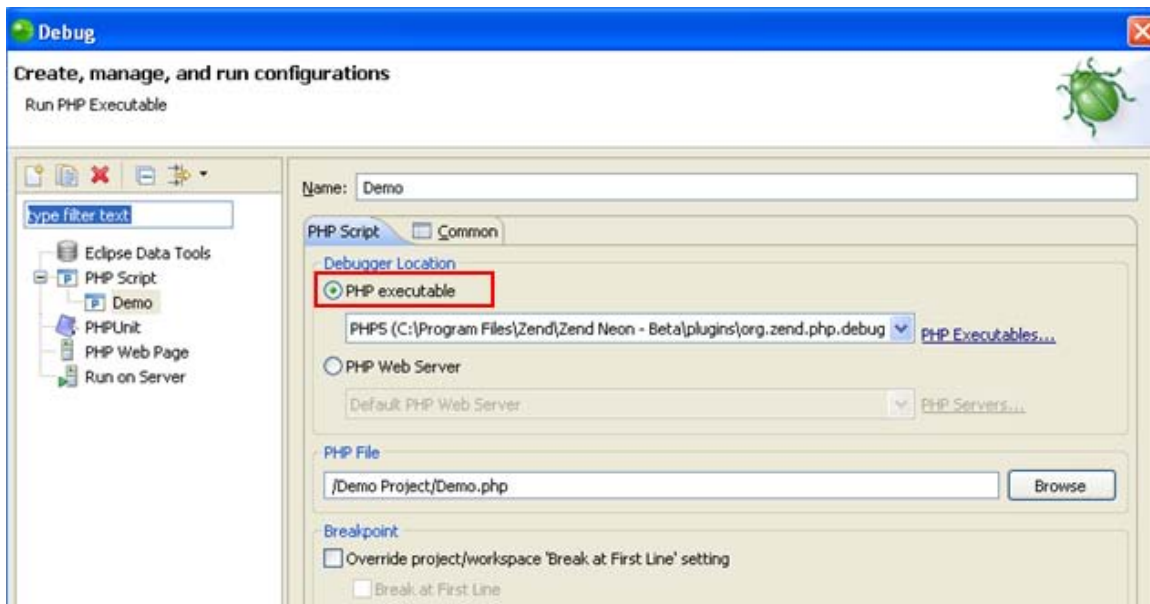 Debug
Create, manage, and run configurations
Run PHP Executable
type filter text
Eclipse Data Tools
PHP Script
Demo
PHPUnit
PHP Web Page
Run on Server
Name: Demo
PHP Script Common
Debugger Location
PHP executable
PHP5 (C:\Program Files\Zend\Zend Neon - Beta\plugins\org.zend.php.debug
PHP Executables...
PHP Web Server
Default PHP Web Server
PHP Servers...
PHP File
/Demo Project/Demo.php
Browse
Breakpoint
Override project/workspace 'Break at First Line' setting
Break at First Line